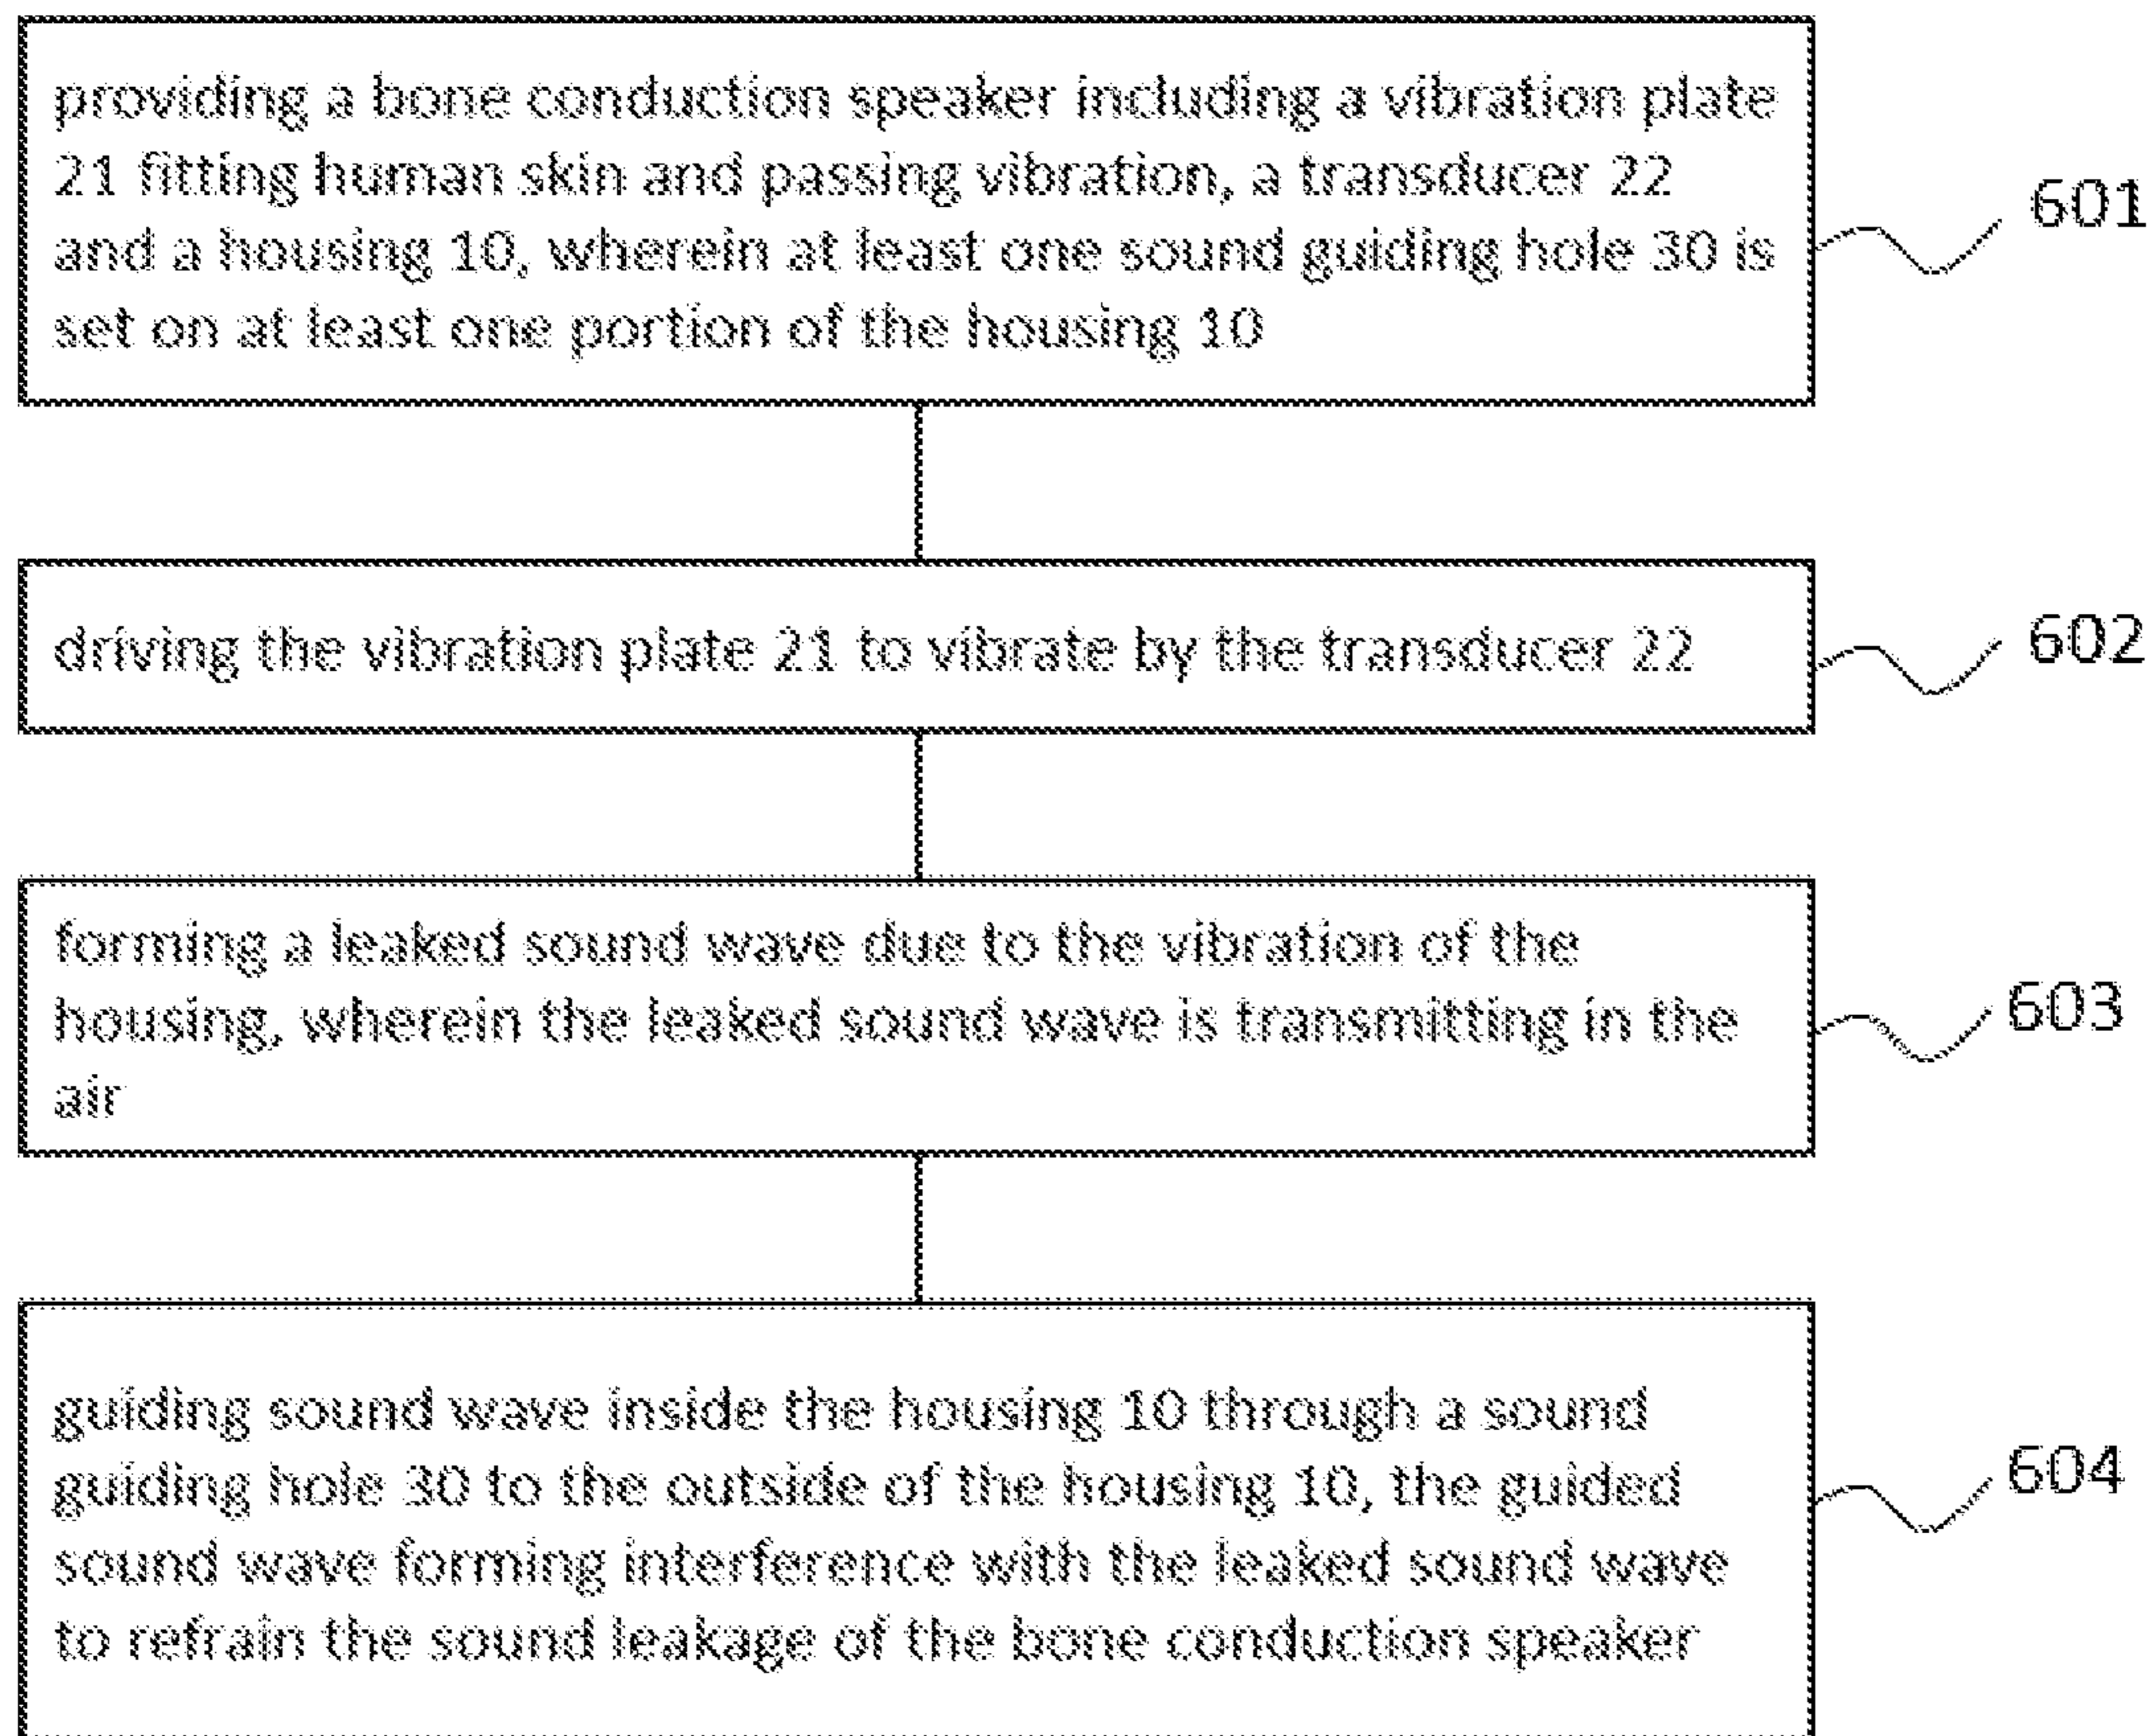 providing a bone conduction speaker including a vibration plate
21 fitting human skin and passing vibration, a transducer 22
and a housing 10, wherein at least one sound guiding hole 30 is
set on at least one portion of the housing 10
601
driving the vibration plate 21 to vibrate by the transducer 22
602
forming a leaked sound wave due to the vibration of the
housing, wherein the leaked sound wave is transmitting in the
air
603
guiding sound wave inside the housing 10 through a sound
guiding hole 30 to the outside of the housing 10, the guided
sound wave forming interference with the leaked sound wave
to refrain the sound leakage of the bone conduction speaker
604